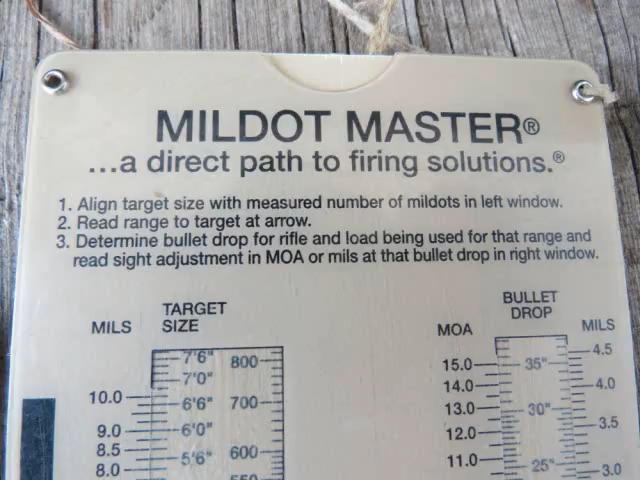 MILDOT MASTER®
...a direct path to firing solutions.®
1. Align target size with measured number of mildots in left window.
2. Read range to target at arrow.
3. Determine bullet drop for rifle and load being used for that range and
read sight adjustment in MOA or mils at that bullet drop in right window.
MILS
TARGET
SIZE
7'6" 800
7'0"
10.0 6'6" 700
9.0 6'0"
8.5 5'6" 600
8.0 550
BULLET
DROP
MOA MILS
15.0 35" 4.5
14.0 4.0
13.0 30"
12.0 3.5
11.0 25" 3.0